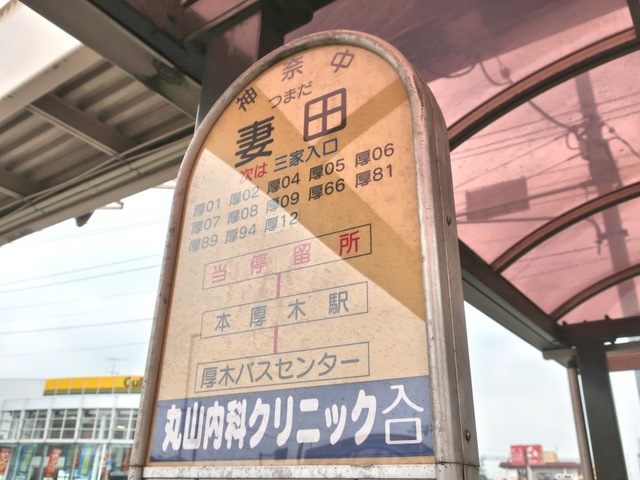 神奈中
つまだ
妻田
次は 三家入口
厚01 厚02 厚04 厚05 厚06
厚07 厚08 厚09 厚66 厚81
厚89 厚94 厚12
当停留所
本厚木駅
厚木バスセンター
丸山内科クリニック入口